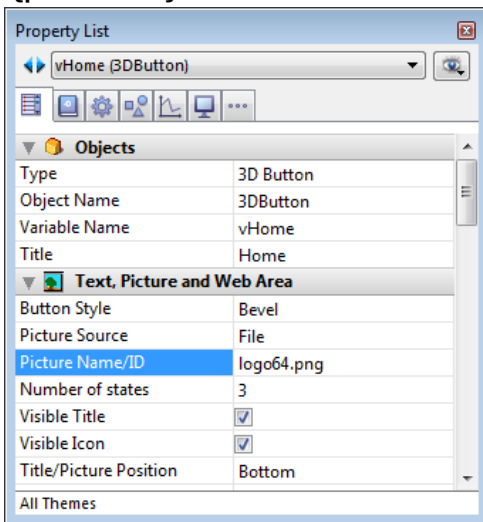 Property List
vHome (3DButton)
Objects
Type 3D Button
Object Name 3DButton
Variable Name vHome
Title Home
Text, Picture and Web Area
Button Style Bevel
Picture Source File
Picture Name/ID logo64.png
Number of states 3
Visible Title
Visible Icon
Title/Picture Position Bottom
All Themes